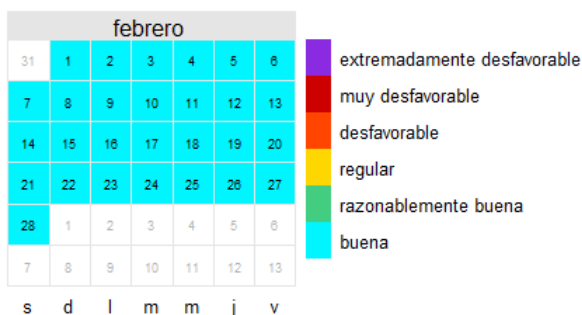 febrero
31 1 2 3 4 5 6
7 8 9 10 11 12 13
14 15 16 17 18 19 20
21 22 23 24 25 26 27
28 1 2 3 4 5 6
7 8 9 10 11 12 13
s d l m m j v
extremadamente desfavorable
muy desfavorable
desfavorable
regular
razonablemente buena
buena